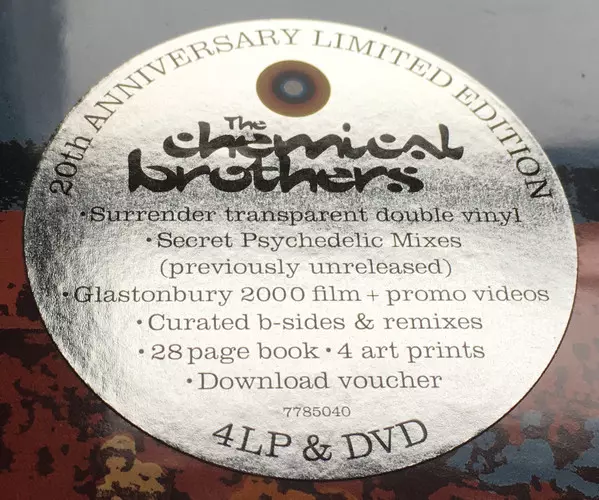 20th ANNIVERSARY LIMITED EDITION
The
chemical
brothers
•Surrender transparent double vinyl
•Secret Psychedelic Mixes
(previously unreleased)
•Glastonbury 2000 film + promo videos
•Curated b-sides & remixes
•28 page book •4 art prints
•Download voucher
7785040
4LP & DVD